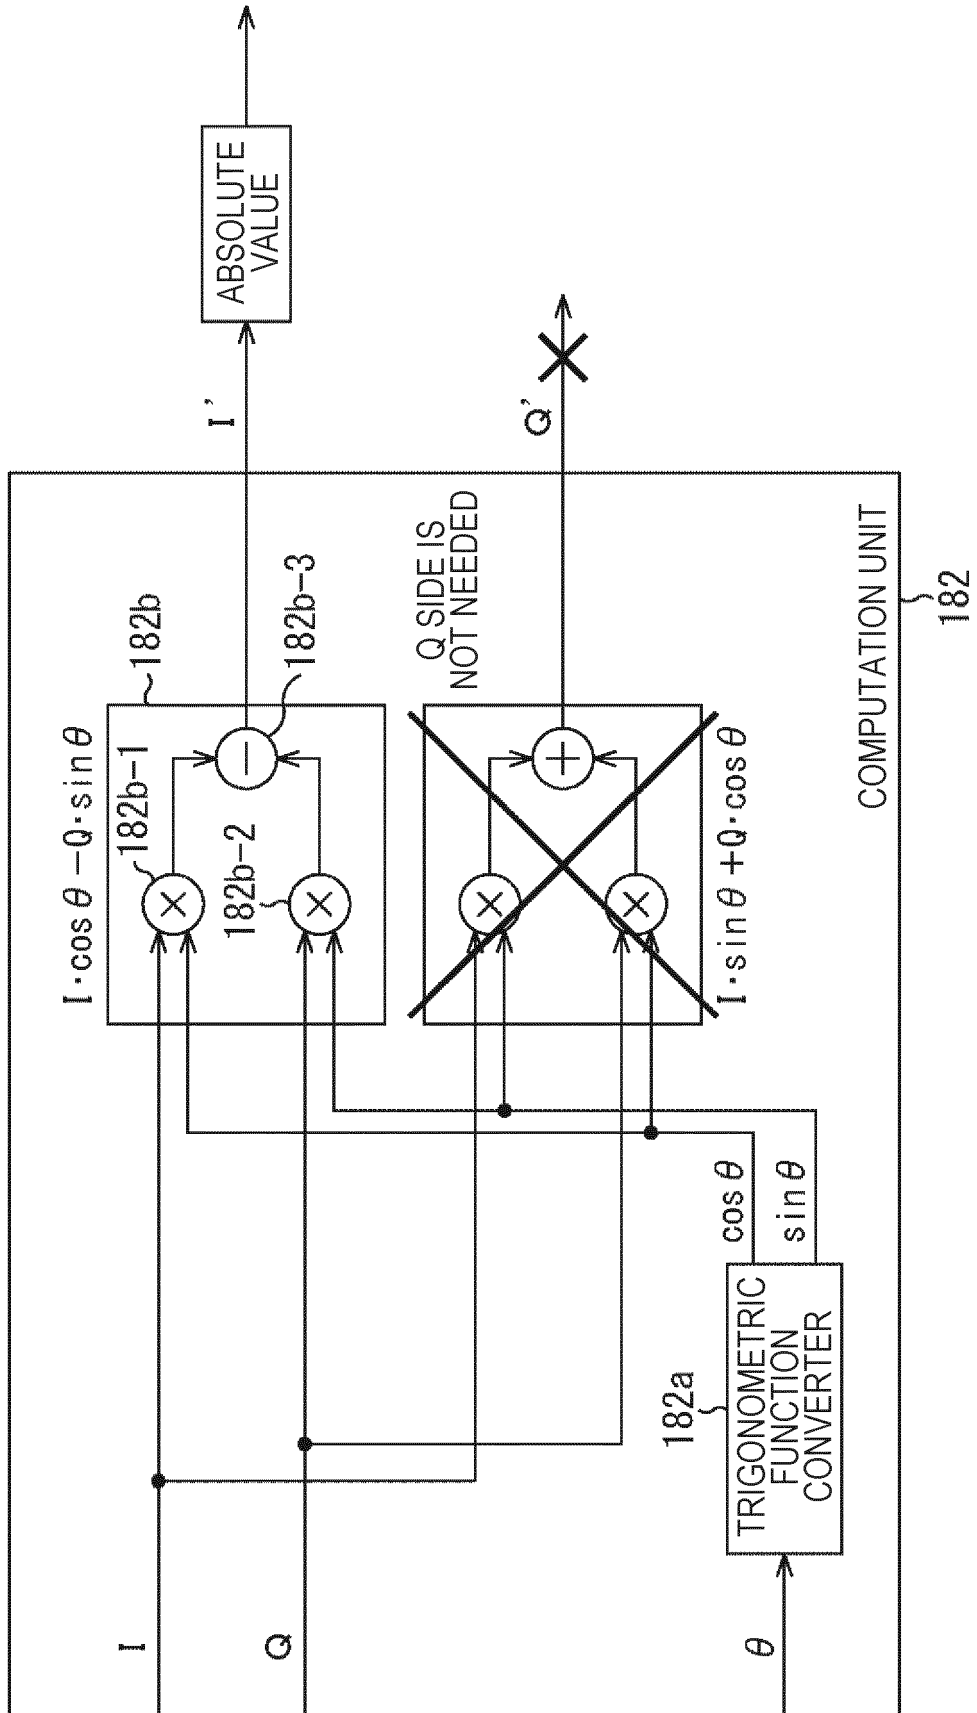 I
Q
θ
182a
TRIGONOMETRIC
FUNCTION
CONVERTER
cosθ
sinθ
I·cosθ−Q·sinθ
182b-1
182b-2
182b
182b-3
I·sinθ+Q·cosθ
Q SIDE IS
NOT NEEDED
COMPUTATION UNIT
182
I'
Q'
ABSOLUTE
VALUE